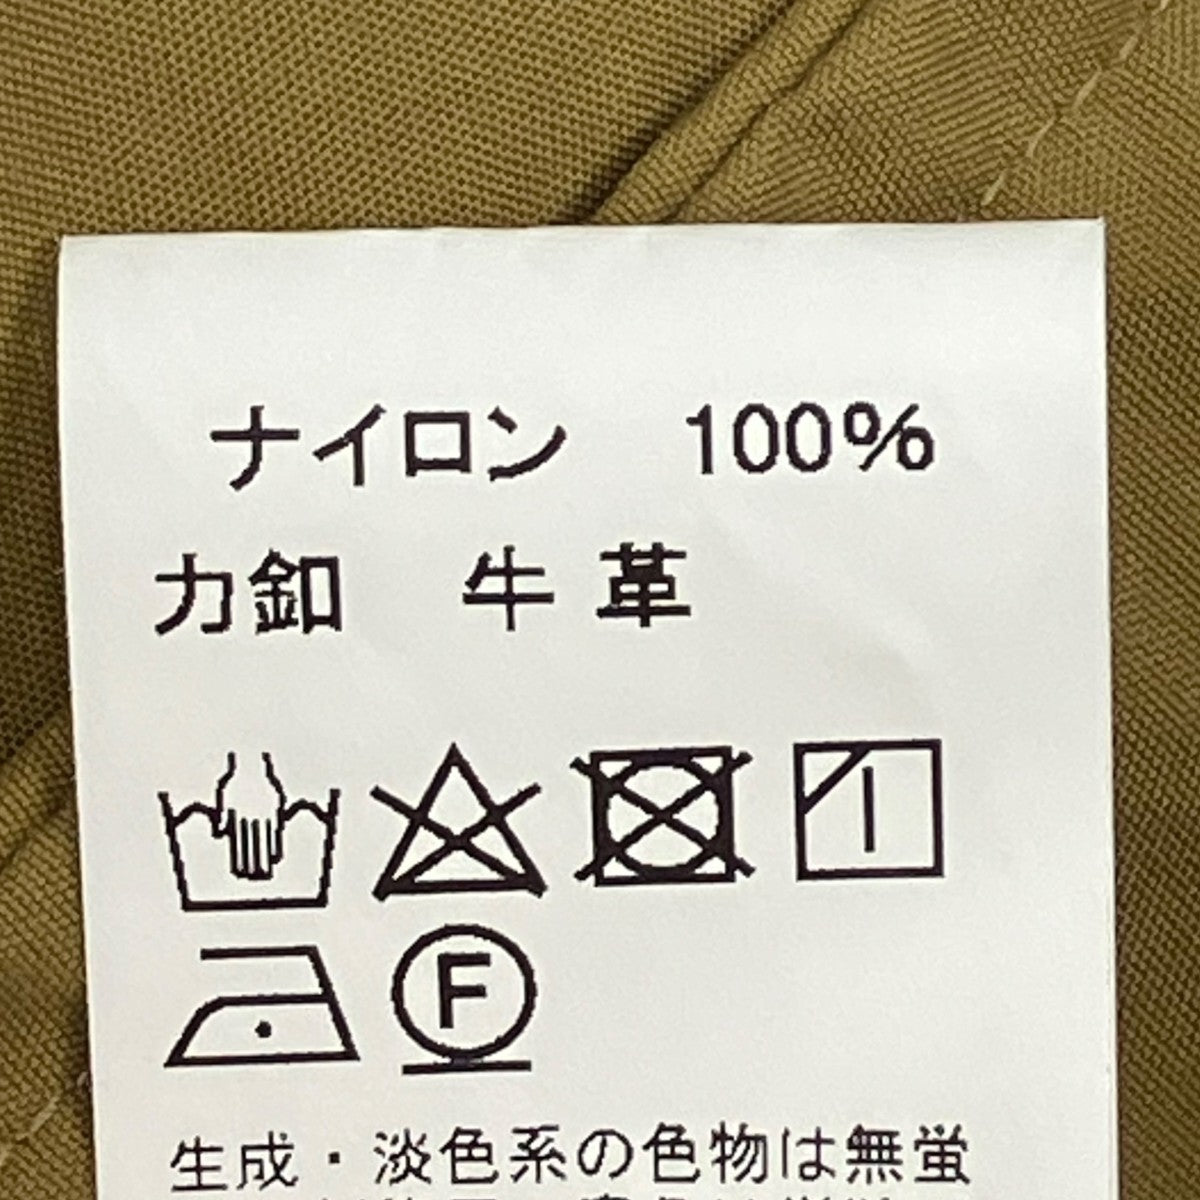 ナイロン 100%
力釦 牛革
F
生成・淡色系の色物は無蛍